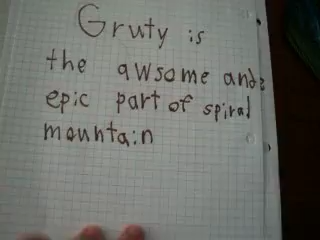 Gruty is
the awsome and
epic part of spiral
mountain